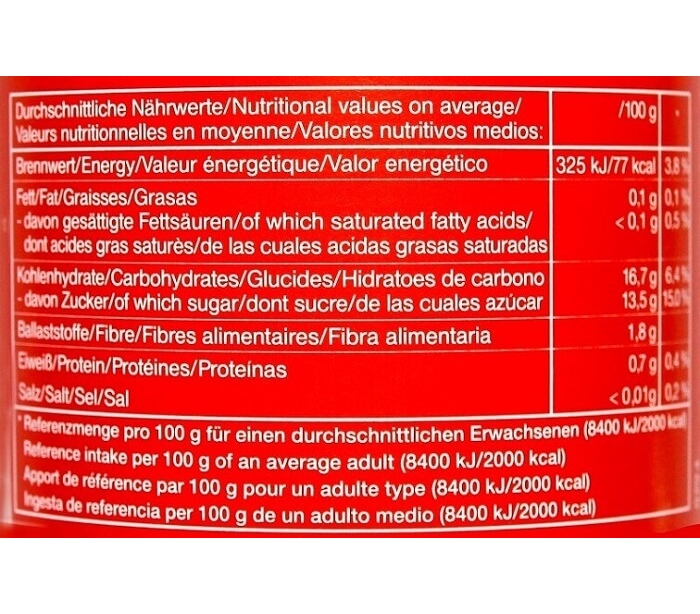 Durchschnittliche Nährwerte/Nutritional values on average/ /100 g *
Valeurs nutritionnelles en moyenne/Valores nutritivos medios:
Brennwert/Energy/Valeur énergétique/Valor energético 325 kJ/77 kcal 3.8 %
Fett/Fat/Graisses/Grasas 0,1 g 0.1 %
- davon gesättigte Fettsäuren/of which saturated fatty acids/ <0,1 g 0.5 %
dont acides gras saturès/de las cuales acidas grasas saturadas
Kohlenhydrate/Carbohydrates/Glucides/Hidratoes de carbono 16,7 g 6.4 %
- davon Zucker/of which sugar/dont sucre/de las cuales azúcar 13,5 g 15.0 %
Ballaststoffe/Fibre/Fibres alimentaires/Fibra alimentaria 1,8 g
Eiweiß/Protein/Protéines/Proteínas 0,7 g 0.4 %
Salz/Salt/Sel/Sal <0,01g 0.2 %
* Referenzmenge pro 100 g für einen durchschnittlichen Erwachsenen (8400 kJ/2000 kcal)
Reference intake per 100 g of an average adult (8400 kJ/2000 kcal)
Apport de référence par 100 g pour un adulte type (8400 kJ/2000 kcal)
Ingesta de referencia per 100 g de un adulto medio (8400 kJ/2000 kcal)